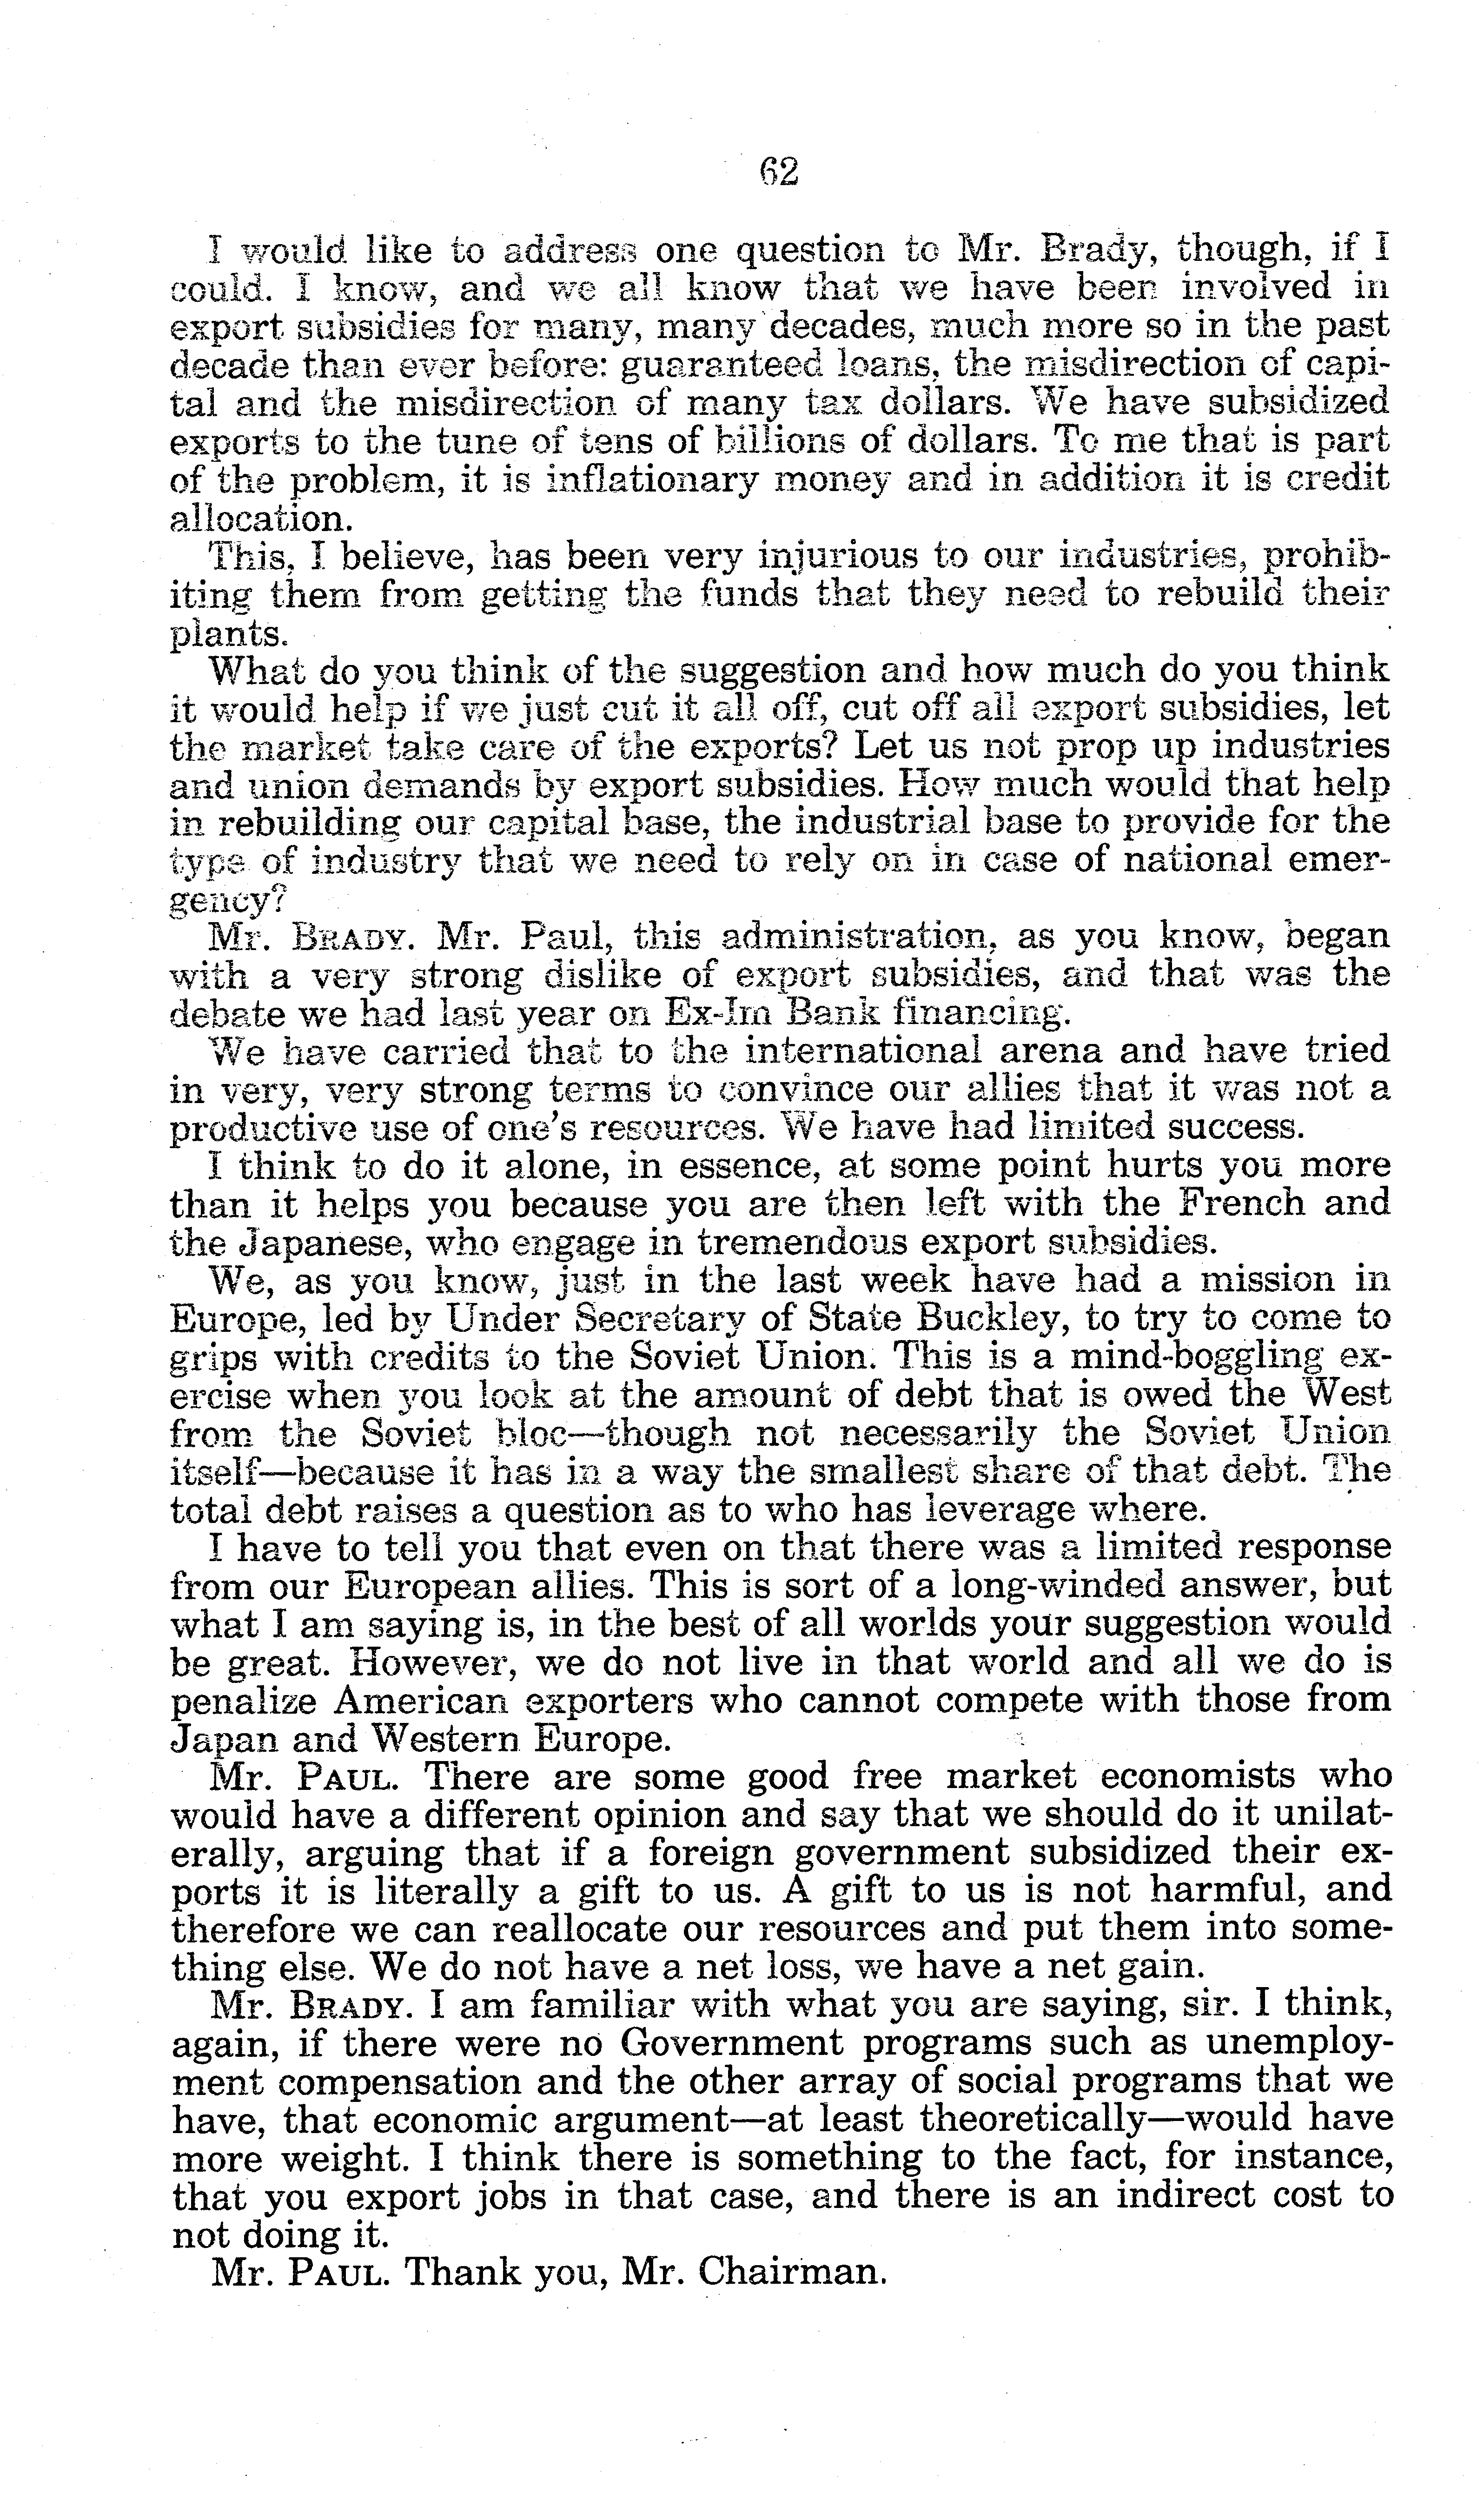 62
I would like to address one question to Mr. Brady, though, if I
could. I know, and we all know that we have been involved in
export subsidies for many, many decades, much more so in the past
decade than ever before: guaranteed loans, the misdirection of capi-
tal and the misdirection of many tax dollars. We have subsidized
exports to the tune of tens of billions of dollars. To me that is part
of the problem, it is inflationary money and in addition it is credit
allocation.
This, I believe, has been very injurious to our industries, prohib-
iting them from getting the funds that they need to rebuild their
plants.
What do you think of the suggestion and how much do you think
it would help if we just cut it all off, cut off all export subsidies, let
the market take care of the exports? Let us not prop up industries
and union demands by export subsidies. How much would that help
in rebuilding our capital base, the industrial base to provide for the
type of industry that we need to rely on in case of national emer-
gency?
Mr. BRADY. Mr. Paul, this administration, as you know, began
with a very strong dislike of export subsidies, and that was the
debate we had last year on Ex-Im Bank financing.
We have carried that to the international arena and have tried
in very, very strong terms to convince our allies that it was not a
productive use of one's resources. We have had limited success.
I think to do it alone, in essence, at some point hurts you more
than it helps you because you are then left with the French and
the Japanese, who engage in tremendous export subsidies.
We, as you know, just in the last week have had a mission in
Europe, led by Under Secretary of State Buckley, to try to come to
grips with credits to the Soviet Union. This is a mind-boggling ex-
ercise when you look at the amount of debt that is owed the West
from the Soviet bloc—though not necessarily the Soviet Union
itself—because it has in a way the smallest share of that debt. The
total debt raises a question as to who has leverage where.
I have to tell you that even on that there was a limited response
from our European allies. This is sort of a long-winded answer, but
what I am saying is, in the best of all worlds your suggestion would
be great. However, we do not live in that world and all we do is
penalize American exporters who cannot compete with those from
Japan and Western Europe.
Mr. PAUL. There are some good free market economists who
would have a different opinion and say that we should do it unilat-
erally, arguing that if a foreign government subsidized their ex-
ports it is literally a gift to us. A gift to us is not harmful, and
therefore we can reallocate our resources and put them into some-
thing else. We do not have a net loss, we have a net gain.
Mr. BRADY. I am familiar with what you are saying, sir. I think,
again, if there were no Government programs such as unemploy-
ment compensation and the other array of social programs that we
have, that economic argument—at least theoretically—would have
more weight. I think there is something to the fact, for instance,
that you export jobs in that case, and there is an indirect cost to
not doing it.
Mr. PAUL. Thank you, Mr. Chairman.